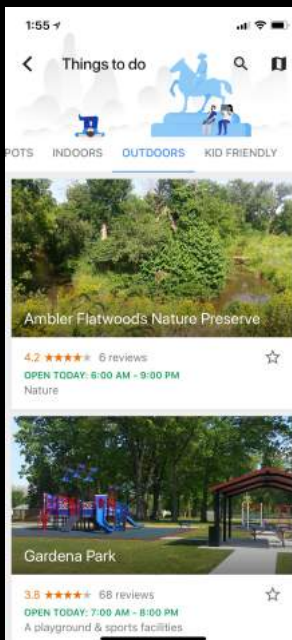 1:55
Things to do
POTS INDOORS OUTDOORS KID FRIENDLY
Ambler Flatwoods Nature Preserve
4.2 6 reviews
OPEN TODAY: 6:00 AM - 9:00 PM
Nature
Gardena Park
3.8 68 reviews
OPEN TODAY: 7:00 AM - 8:00 PM
A playground & sports facilities